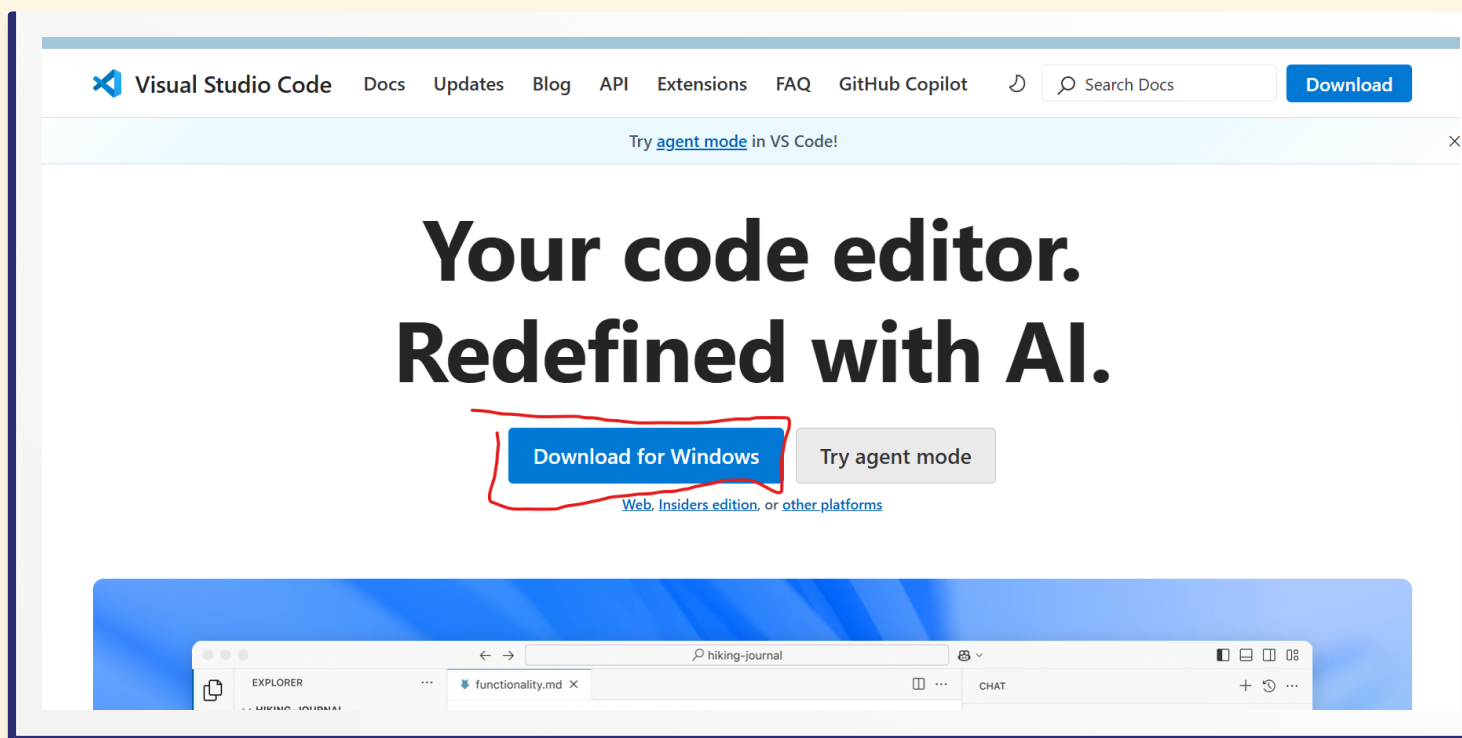 Visual Studio Code Docs Updates Blog API Extensions FAQ GitHub Copilot Search Docs Download
Try agent mode in VS Code!
Your code editor.
Redefined with AI.
Download for Windows Try agent mode
Web, Insiders edition, or other platforms
hiking-journal
EXPLORER functionality.md CHAT
HIKING-JOURNAL